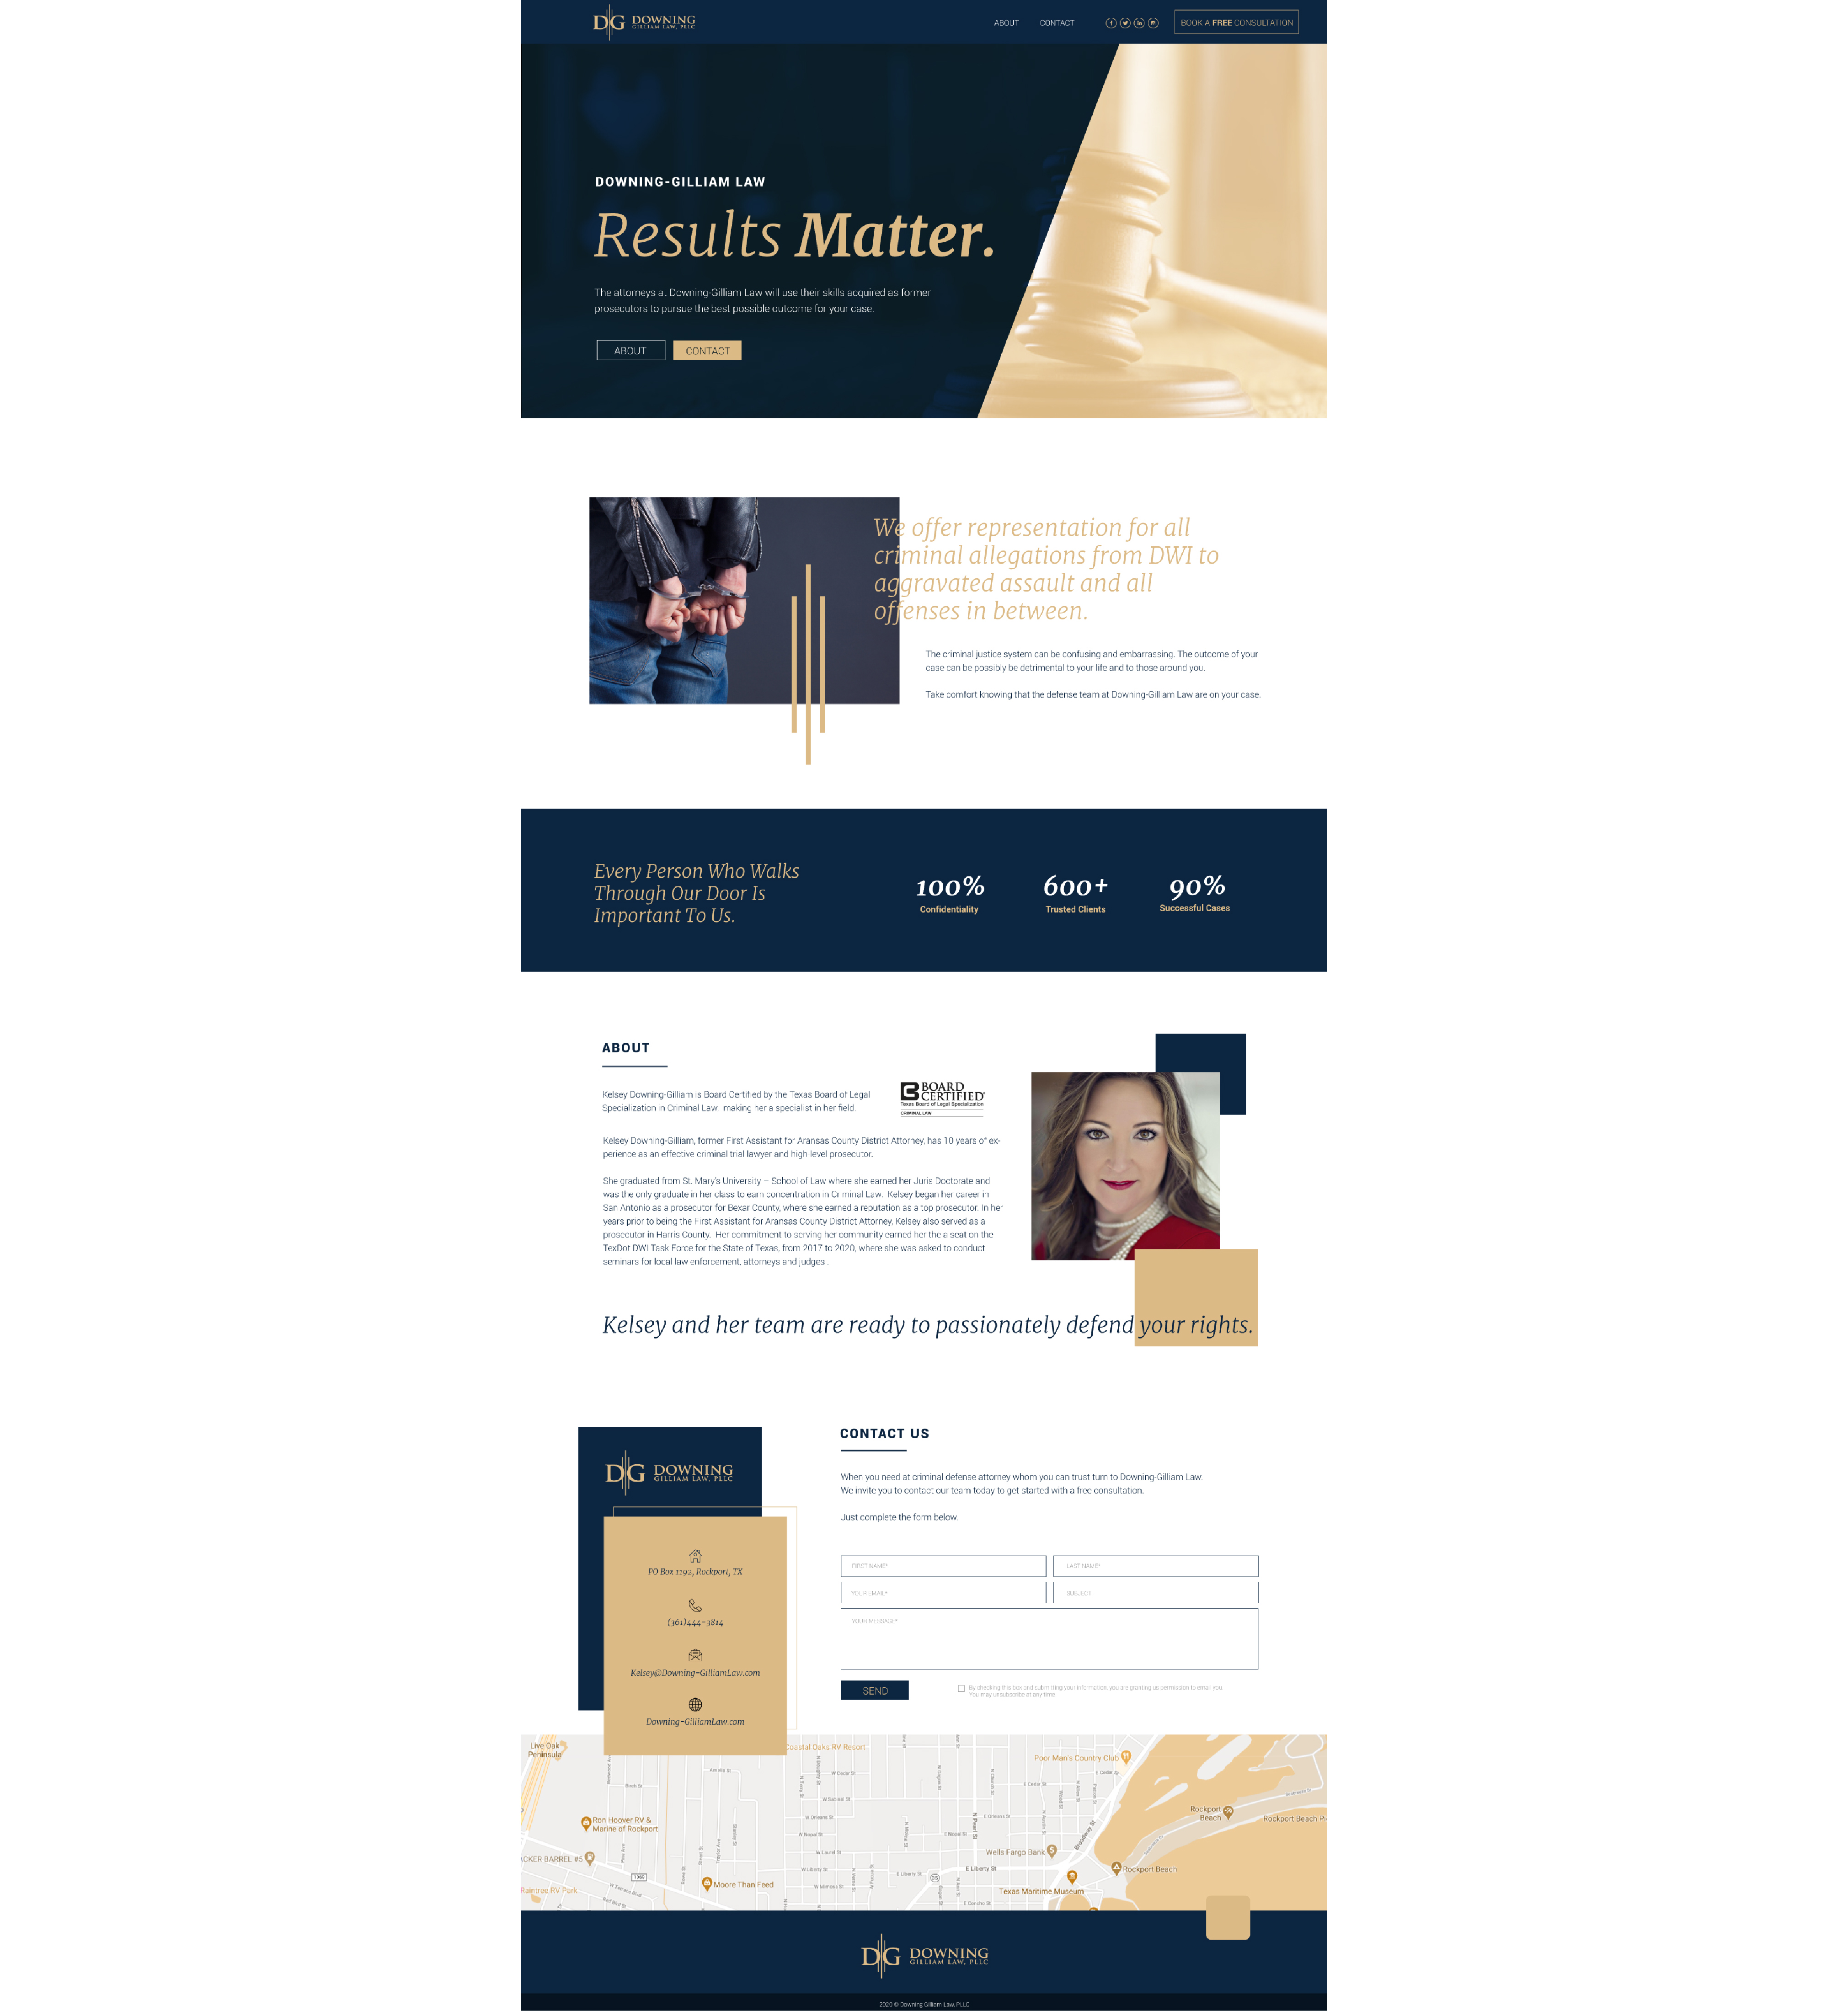 DG DOWNING
GILLIAM LAW, PLLC
ABOUT CONTACT
BOOK A FREE CONSULTATION
DOWNING-GILLIAM LAW
Results Matter.
The attorneys at Downing-Gilliam Law will use their skills acquired as former
prosecutors to pursue the best possible outcome for your case.
ABOUT CONTACT
We offer representation for all
criminal allegations from DWI to
aggravated assault and all
offenses in between.
The criminal justice system can be confusing and embarrassing. The outcome of your
case can be possibly be detrimental to your life and to those around you.
Take comfort knowing that the defense team at Downing-Gilliam Law are on your case.
Every Person Who Walks
Through Our Door Is
Important To Us.
100%
Confidentiality
600+
Trusted Clients
90%
Successful Cases
ABOUT
Kelsey Downing-Gilliam is Board Certified by the Texas Board of Legal
Specialization in Criminal Law, making her a specialist in her field.
BOARD
CERTIFIED®
Texas Board of Legal Specialization
CRIMINAL LAW
Kelsey Downing-Gilliam, former First Assistant for Aransas County District Attorney, has 10 years of ex-
perience as an effective criminal trial lawyer and high-level prosecutor.
She graduated from St. Mary's University – School of Law where she earned her Juris Doctorate and
was the only graduate in her class to earn concentration in Criminal Law. Kelsey began her career in
San Antonio as a prosecutor for Bexar County, where she earned a reputation as a top prosecutor. In her
years prior to being the First Assistant for Aransas County District Attorney, Kelsey also served as a
prosecutor in Harris County. Her commitment to serving her community earned her the a seat on the
TexDot DWI Task Force for the State of Texas, from 2017 to 2020, where she was asked to conduct
seminars for local law enforcement, attorneys and judges .
Kelsey and her team are ready to passionately defend your rights.
DG DOWNING
GILLIAM LAW, PLLC
PO Box 1192, Rockport, TX
(361)444-3814
Kelsey@Downing-GilliamLaw.com
Downing-GilliamLaw.com
CONTACT US
When you need at criminal defense attorney whom you can trust turn to Downing-Gilliam Law.
We invite you to contact our team today to get started with a free consultation.
Just complete the form below.
FIRST NAME*
LAST NAME*
YOUR EMAIL*
SUBJECT
YOUR MESSAGE*
SEND
By checking this box and submitting your information, you are granting us permission to email you.
You may unsubscribe at any time.
Live Oak
Peninsula
Coastal Oaks RV Resort
Poor Man's Country Club
Ron Hoover RV &
Marine of Rockport
Rockport
Beach
Rockport Beach
ACKER BARREL #5
Wells Fargo Bank
Rockport Beach
Raintree RV Park
Moore Than Feed
Texas Maritime Museum
Broadway St
N Pearl St
E Liberty St
W Liberty St
W Laurel St
W Cedar St
E Cedar St
E Orleans St
W Orleans St
DG DOWNING
GILLIAM LAW, PLLC
2020 © Downing Gilliam Law, PLLC